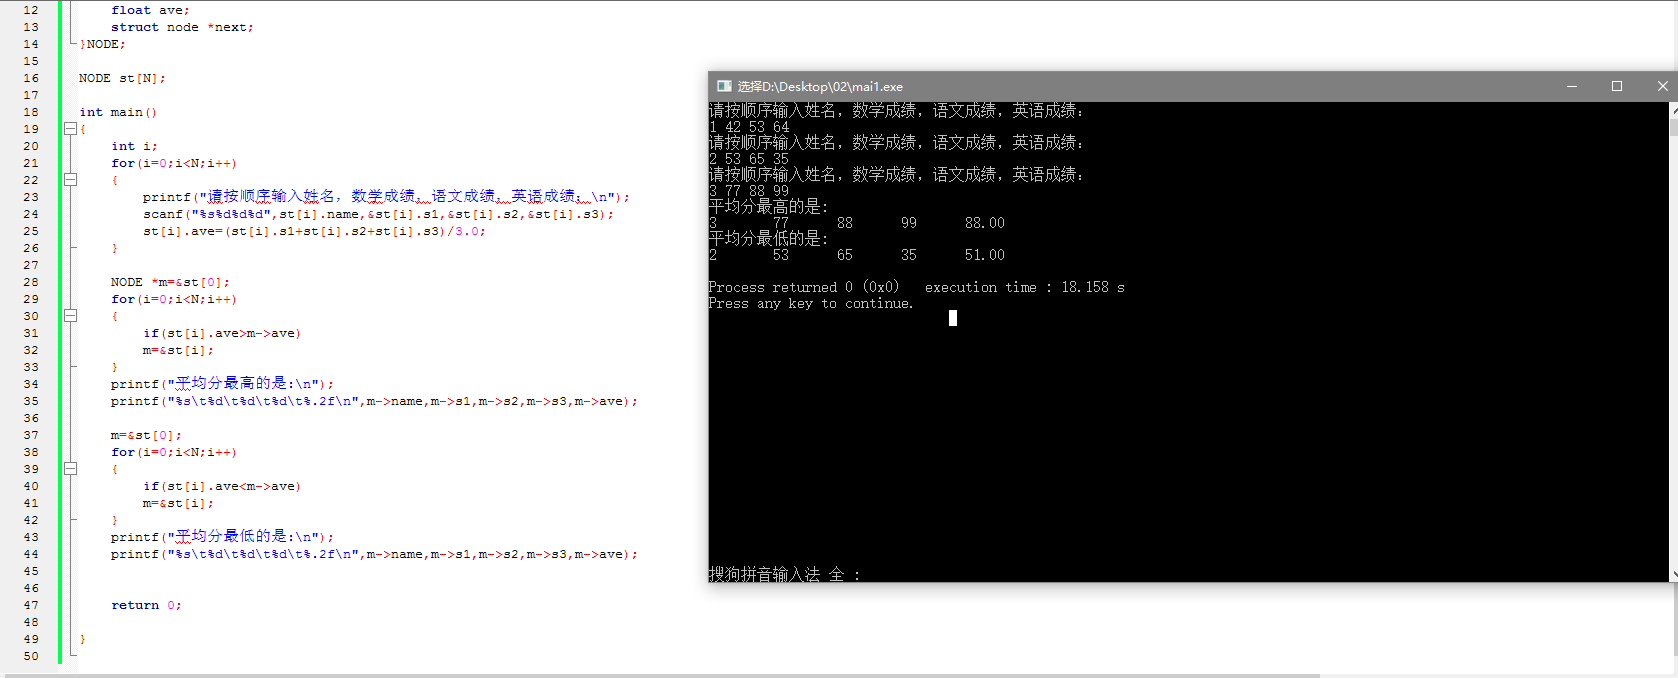 12 float ave;
13 struct node *next;
14 }NODE;
15
16 NODE st[N];
17
18 int main()
19 {
20 int i;
21 for(i=0;i<N;i++)
22 {
23 printf("请按顺序输入姓名，数学成绩，语文成绩，英语成绩：\n");
24 scanf("%s%d%d%d",st[i].name,&st[i].s1,&st[i].s2,&st[i].s3);
25 st[i].ave=(st[i].s1+st[i].s2+st[i].s3)/3.0;
26 }
27
28 NODE *m=&st[0];
29 for(i=0;i<N;i++)
30 {
31 if(st[i].ave>m->ave)
32 m=&st[i];
33 }
34 printf("平均分最高的是:\n");
35 printf("%s\t%d\t%d\t%d\t%.2f\n",m->name,m->s1,m->s2,m->s3,m->ave);
36
37 m=&st[0];
38 for(i=0;i<N;i++)
39 {
40 if(st[i].ave<m->ave)
41 m=&st[i];
42 }
43 printf("平均分最低的是:\n");
44 printf("%s\t%d\t%d\t%d\t%.2f\n",m->name,m->s1,m->s2,m->s3,m->ave);
45
46
47 return 0;
48
49 }
50
选择D:\Desktop\02\mai1.exe
请按顺序输入姓名，数学成绩，语文成绩，英语成绩：
1 42 53 64
请按顺序输入姓名，数学成绩，语文成绩，英语成绩：
2 53 65 35
请按顺序输入姓名，数学成绩，语文成绩，英语成绩：
3 77 88 99
平均分最高的是:
3 77 88 99 88.00
平均分最低的是:
2 53 65 35 51.00
Process returned 0 (0x0) execution time : 18.158 s
Press any key to continue.
搜狗拼音输入法 全 :